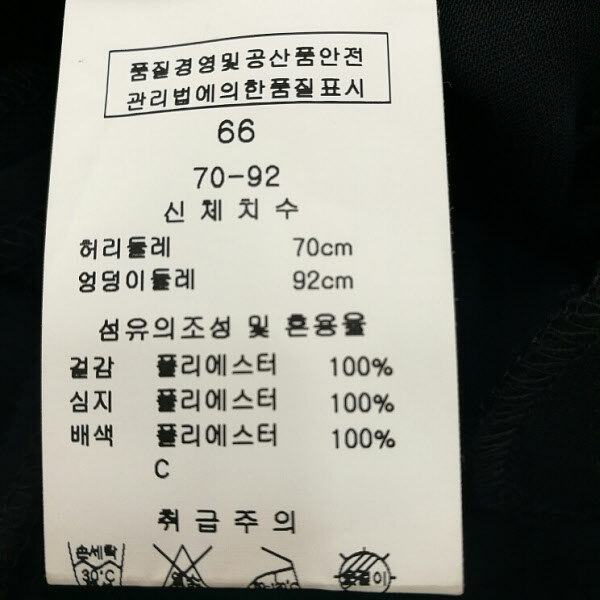 품질경영및공산품안전
관리법에의한품질표시
66
70-92
신체치수
허리둘레 70cm
엉덩이둘레 92cm
섬유의조성 및 혼용율
겉감 폴리에스터 100%
심지 폴리에스터 100%
배색 폴리에스터 100%
C
취급주의
손세탁
30°C